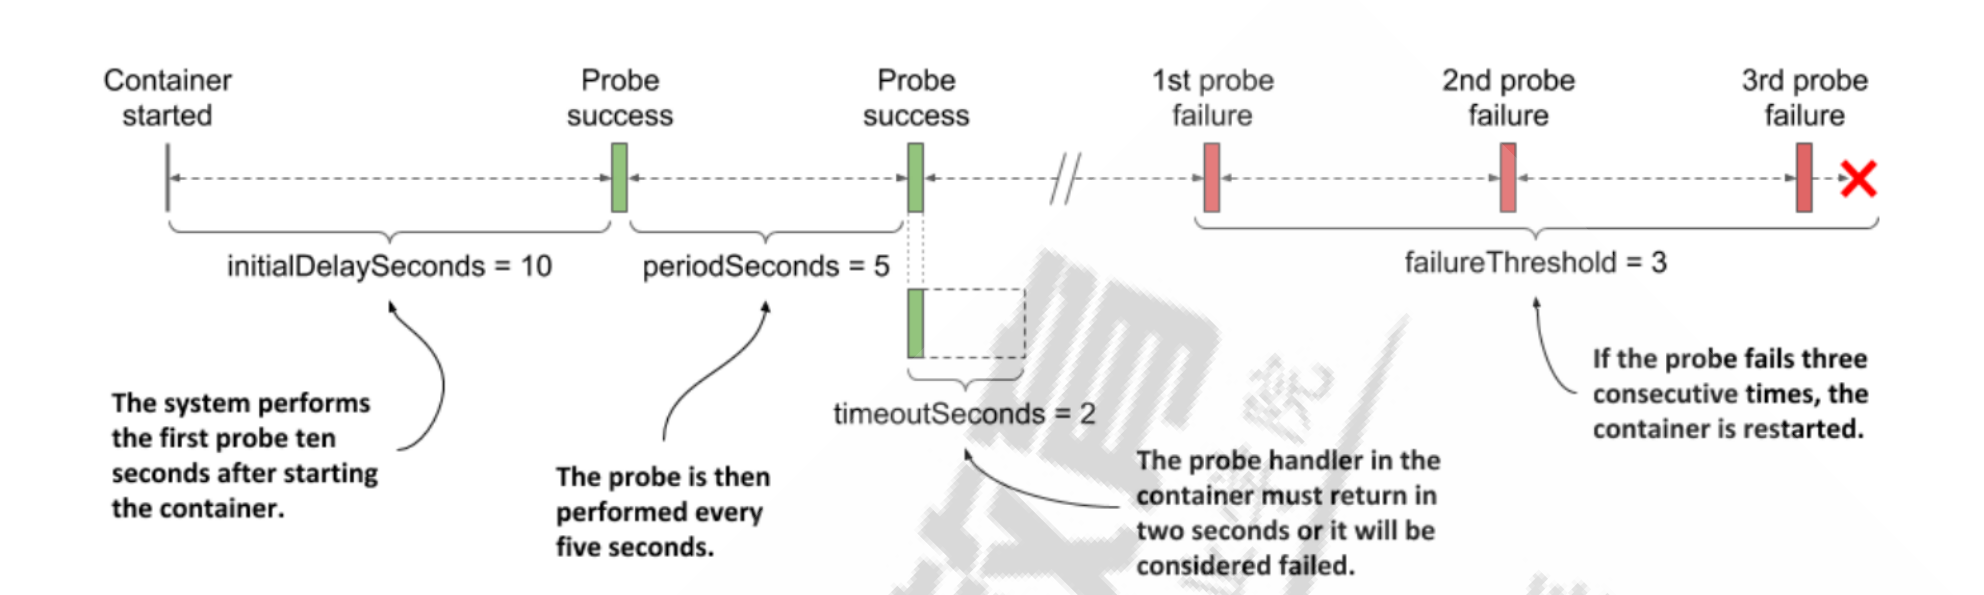 Container
started
Probe
success
Probe
success
1st probe
failure
2nd probe
failure
3rd probe
failure
initialDelaySeconds = 10
periodSeconds = 5
failureThreshold = 3
timeoutSeconds = 2
The system performs
the first probe ten
seconds after starting
the container.
The probe is then
performed every
five seconds.
The probe handler in the
container must return in
two seconds or it will be
considered failed.
If the probe fails three
consecutive times, the
container is restarted.